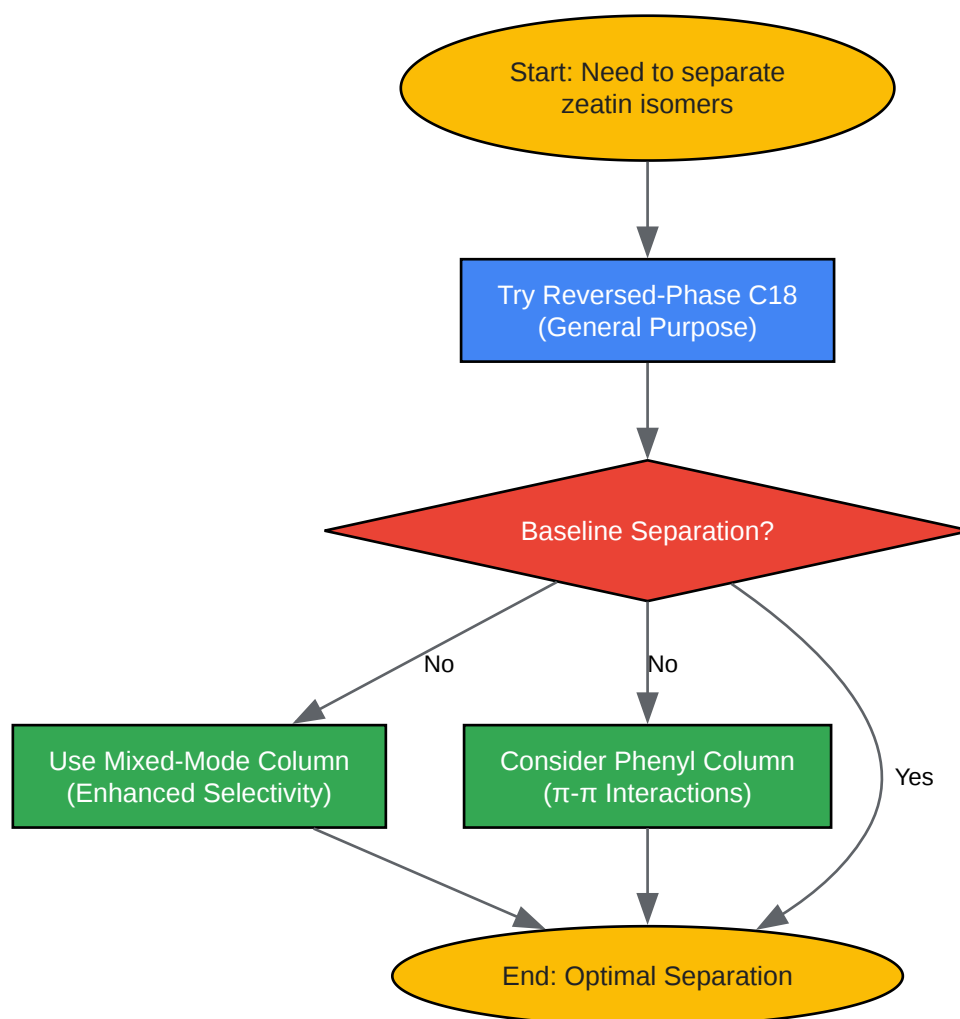 Start: Need to separate
zeatin isomers
Try Reversed-Phase C18
(General Purpose)
Baseline Separation?
No
No
Use Mixed-Mode Column
(Enhanced Selectivity)
Consider Phenyl Column
(π-π Interactions)
Yes
End: Optimal Separation